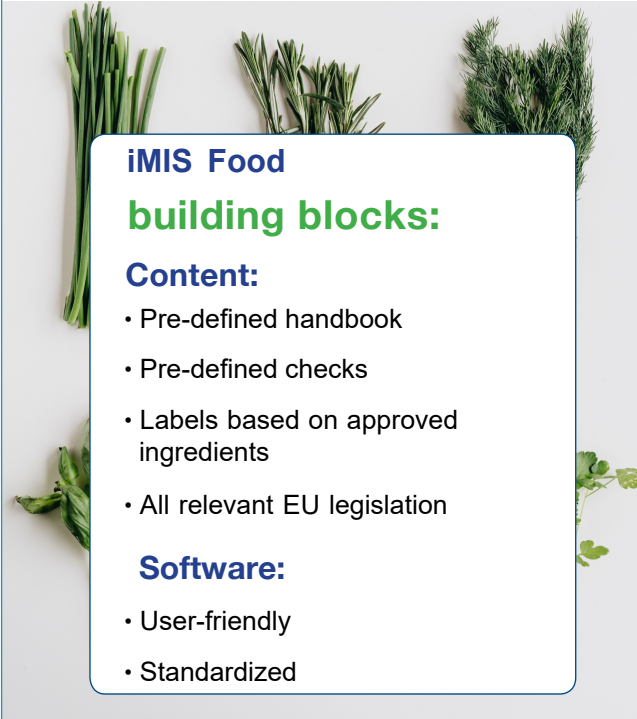 iMIS Food
building blocks:
Content:
• Pre-defined handbook
• Pre-defined checks
• Labels based on approved
ingredients
• All relevant EU legislation
Software:
• User-friendly
• Standardized